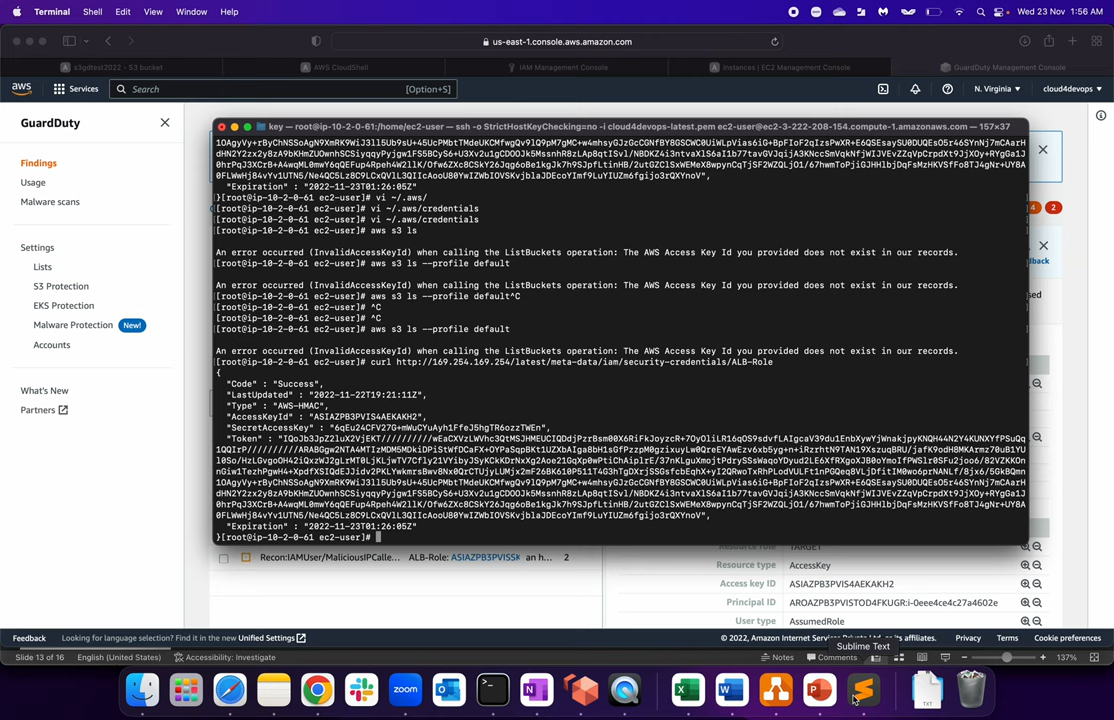 Terminal Shell Edit View Window Help Wed 23 Nov 1:56 AM
us-east-1.console.aws.amazon.com
s3gdtest2022 - S3 bucket AWS CloudShell IAM Management Console Instances | EC2 Management Console GuardDuty Management Console
aws Services Search [Option+S] N. Virginia cloud4devops
GuardDuty
Findings
Usage
Malware scans
Settings
Lists
S3 Protection
EKS Protection
Malware Protection New!
Accounts
What's New
Partners
key — root@ip-10-2-0-61:/home/ec2-user — ssh -o StrictHostKeyChecking=no -i cloud4devops-latest.pem ec2-user@ec2-3-222-208-154.compute-1.amazonaws.com — 157×37
"Expiration" : "2022-11-23T01:26:05Z"
}[root@ip-10-2-0-61 ec2-user]# vi ~/.aws/
[root@ip-10-2-0-61 ec2-user]# vi ~/.aws/credentials
[root@ip-10-2-0-61 ec2-user]# vi ~/.aws/credentials
[root@ip-10-2-0-61 ec2-user]# aws s3 ls
An error occurred (InvalidAccessKeyId) when calling the ListBuckets operation: The AWS Access Key Id you provided does not exist in our records.
[root@ip-10-2-0-61 ec2-user]# aws s3 ls --profile default
An error occurred (InvalidAccessKeyId) when calling the ListBuckets operation: The AWS Access Key Id you provided does not exist in our records.
[root@ip-10-2-0-61 ec2-user]# aws s3 ls --profile default^C
[root@ip-10-2-0-61 ec2-user]# ^C
[root@ip-10-2-0-61 ec2-user]# ^C
[root@ip-10-2-0-61 ec2-user]# aws s3 ls --profile default
An error occurred (InvalidAccessKeyId) when calling the ListBuckets operation: The AWS Access Key Id you provided does not exist in our records.
[root@ip-10-2-0-61 ec2-user]# curl http://169.254.169.254/latest/meta-data/iam/security-credentials/ALB-Role
{
"Code" : "Success",
"LastUpdated" : "2022-11-22T19:21:11Z",
"Type" : "AWS-HMAC",
"AccessKeyId" : "ASIAZPB3PVIS4AEKAKH2",
"SecretAccessKey" :
"Token" :
"Expiration" : "2022-11-23T01:26:05Z"
}[root@ip-10-2-0-61 ec2-user]#
4 2
Recon:IAMUser/MaliciousIPCalle... ALB-Role: ASIAZPB3PVISSK an h... 2
Resource role TARGET
Resource type AccessKey
Access key ID ASIAZPB3PVIS4AEKAKH2
Principal ID AROAZPB3PVISTOD4FKUGR:i-0eee4ce4c27a4602e
User type AssumedRole
Feedback Looking for language selection? Find it in the new Unified Settings © 2022, Amazon Internet Services Private Ltd. or its affiliates. Privacy Terms Cookie preferences
Sublime Text
Slide 13 of 16 English (United States) Accessibility: Investigate Notes Comments 137%
zoom
TXT